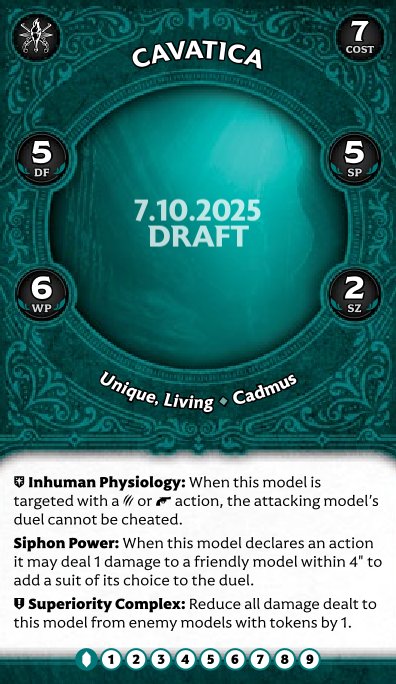 CAVATICA
7
COST
5
DF
5
SP
7.10.2025
DRAFT
6
WP
2
SZ
Unique, Living ◆ Cadmus
Inhuman Physiology: When this model is
targeted with a or action, the attacking model's
duel cannot be cheated.
Siphon Power: When this model declares an action
it may deal 1 damage to a friendly model within 4" to
add a suit of its choice to the duel.
Superiority Complex: Reduce all damage dealt to
this model from enemy models with tokens by 1.
1 2 3 4 5 6 7 8 9